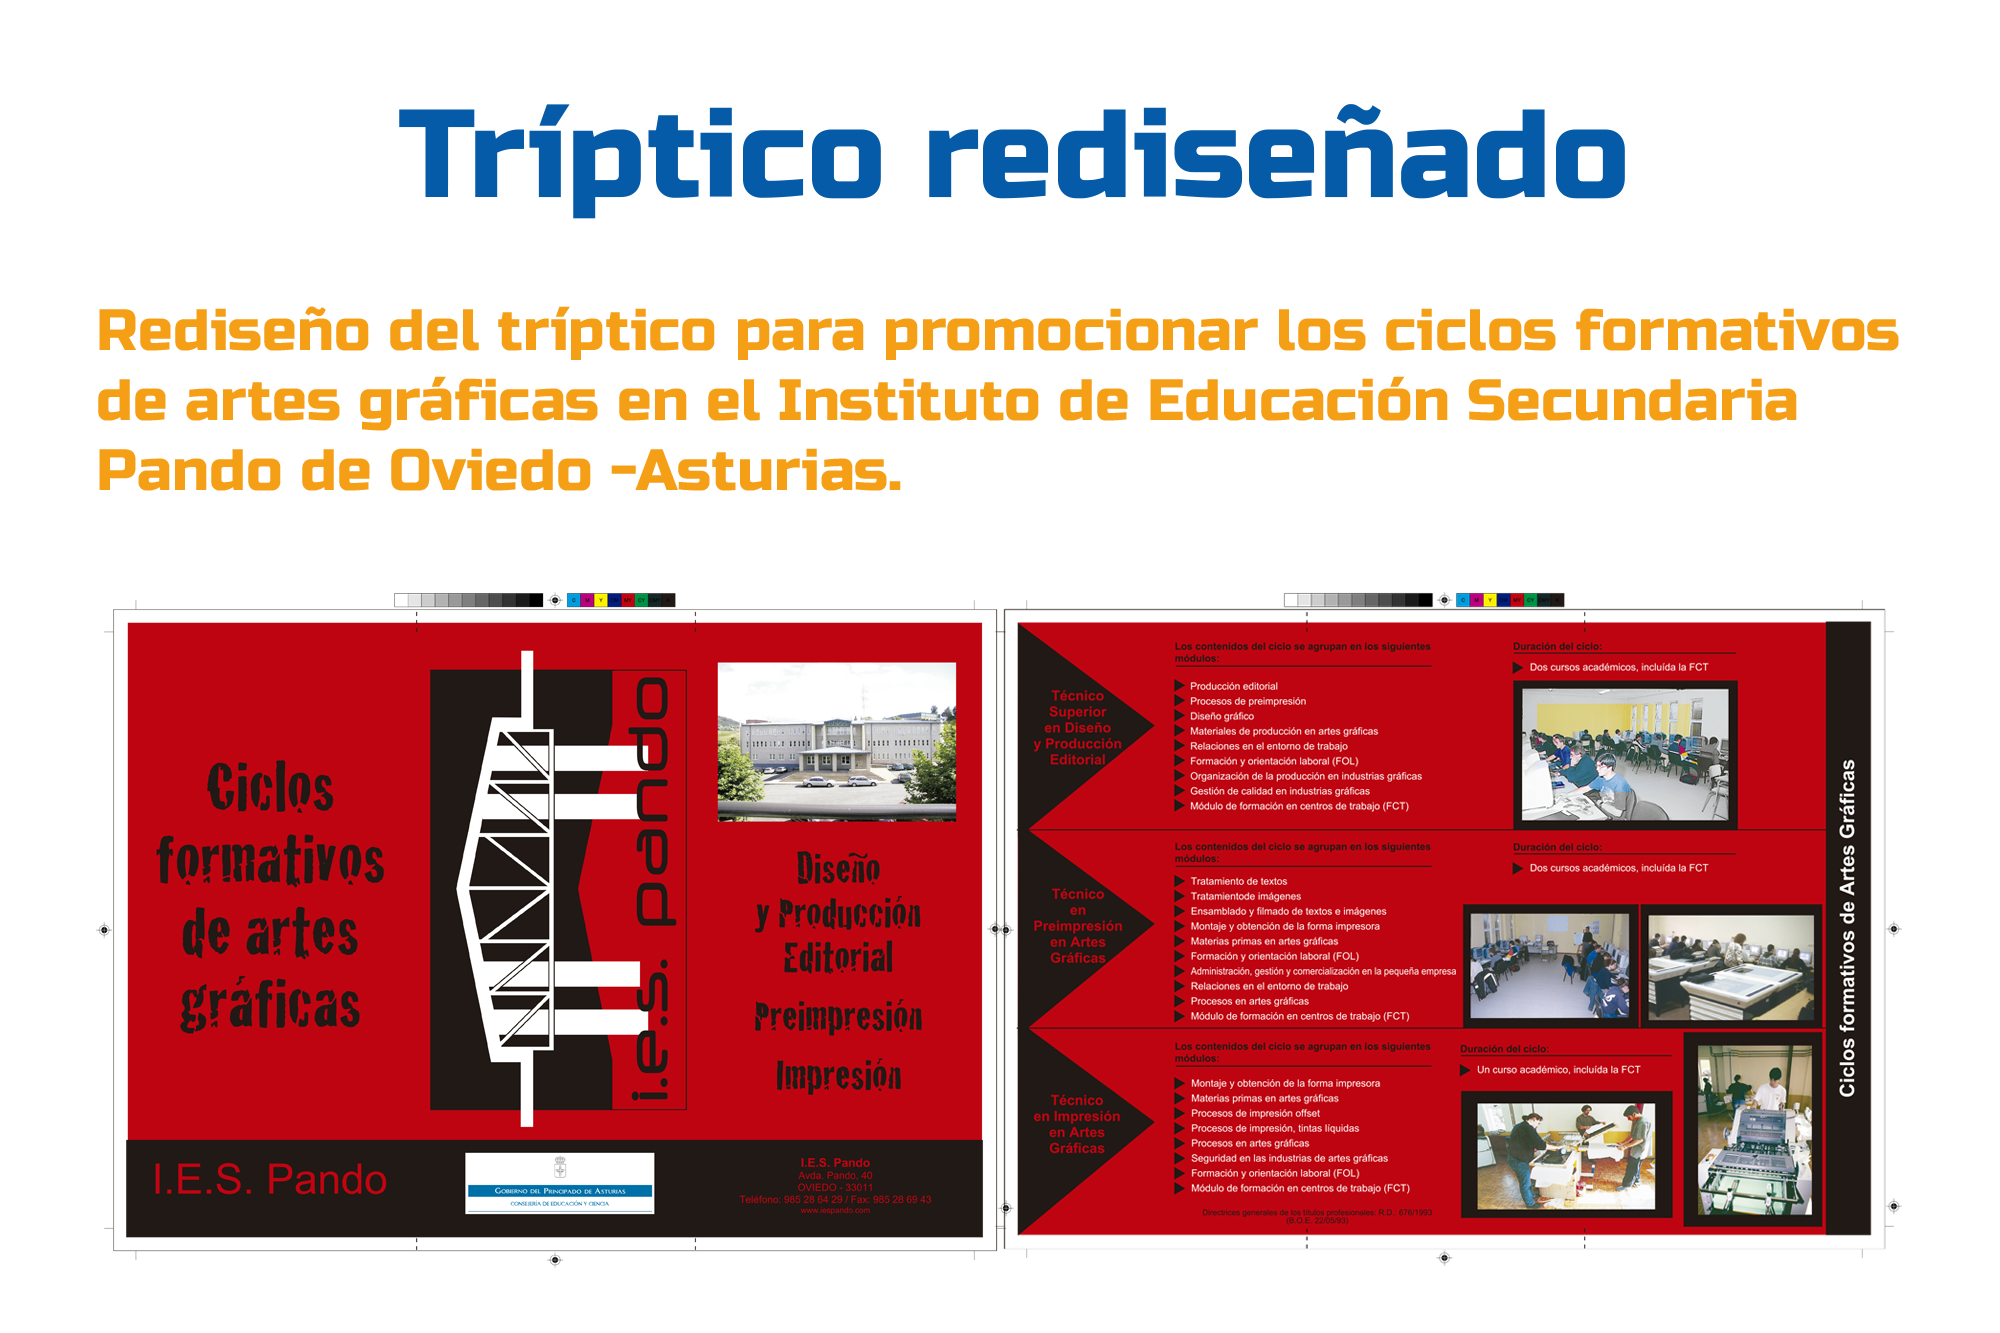 Tríptico rediseñado
Rediseño del tríptico para promocionar los ciclos formativos
de artes gráficas en el Instituto de Educación Secundaria
Pando de Oviedo -Asturias.
Ciclos
formativos
de artes
gráficas
i.e.s. pando
Diseño
y Producción
Editorial
Preimpresión
Impresión
I.E.S. Pando
GOBIERNO DEL PRINCIPADO DE ASTURIAS
CONSEJERÍA DE EDUCACIÓN Y CIENCIA
I.E.S. Pando
Avda. Pando, 40
OVIEDO - 33011
Teléfono: 985 28 64 29 / Fax: 985 28 69 43
www.iespando.com
Técnico
Superior
en Diseño
y Producción
Editorial
Los contenidos del ciclo se agrupan en los siguientes
módulos:
Producción editorial
Procesos de preimpresión
Diseño gráfico
Materiales de producción en artes gráficas
Relaciones en el entorno de trabajo
Formación y orientación laboral (FOL)
Organización de la producción en industrias gráficas
Gestión de calidad en industrias gráficas
Módulo de formación en centros de trabajo (FCT)
Duración del ciclo:
Dos cursos académicos, incluída la FCT
Técnico
en
Preimpresión
en Artes
Gráficas
Los contenidos del ciclo se agrupan en los siguientes
módulos:
Tratamiento de textos
Tratamientode imágenes
Ensamblado y filmado de textos e imágenes
Montaje y obtención de la forma impresora
Materias primas en artes gráficas
Formación y orientación laboral (FOL)
Administración, gestión y comercialización en la pequeña empresa
Relaciones en el entorno de trabajo
Procesos en artes gráficas
Módulo de formación en centros de trabajo (FCT)
Duración del ciclo:
Dos cursos académicos, incluída la FCT
Técnico
en Impresión
en Artes
Gráficas
Los contenidos del ciclo se agrupan en los siguientes
módulos:
Montaje y obtención de la forma impresora
Materias primas en artes gráficas
Procesos de impresión offset
Procesos de impresión, tintas líquidas
Procesos en artes gráficas
Seguridad en las industrias de artes gráficas
Formación y orientación laboral (FOL)
Módulo de formación en centros de trabajo (FCT)
Directrices generales de los títulos profesionales: R.D.: 676/1993
(B.O.E. 22/05/93)
Duración del ciclo:
Un curso académico, incluída la FCT
Ciclos formativos de Artes Gráficas